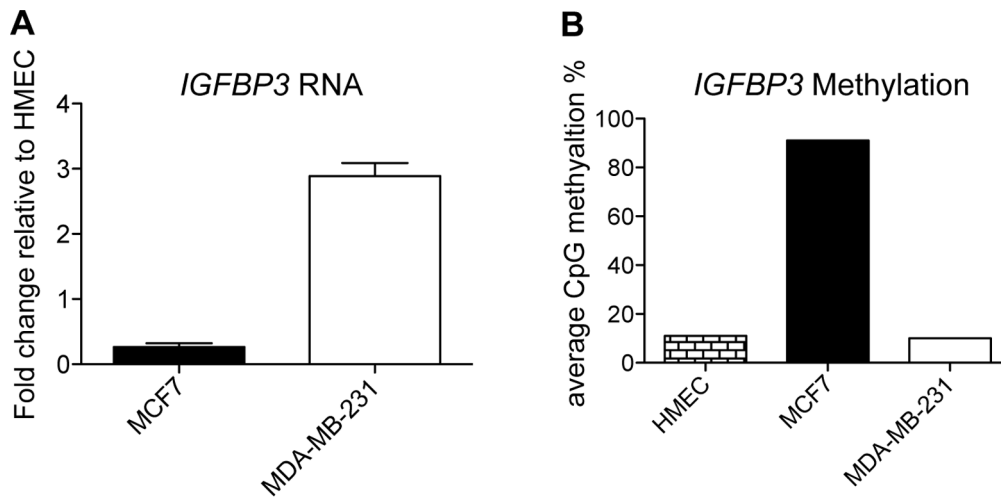 A
IGFBP3 RNA
Fold change relative to HMEC
4
3
2
1
0
MCF7
MDA-MB-231
B
IGFBP3 Methylation
average CpG methyaltion %
100
80
60
40
20
0
HMEC
MCF7
MDA-MB-231